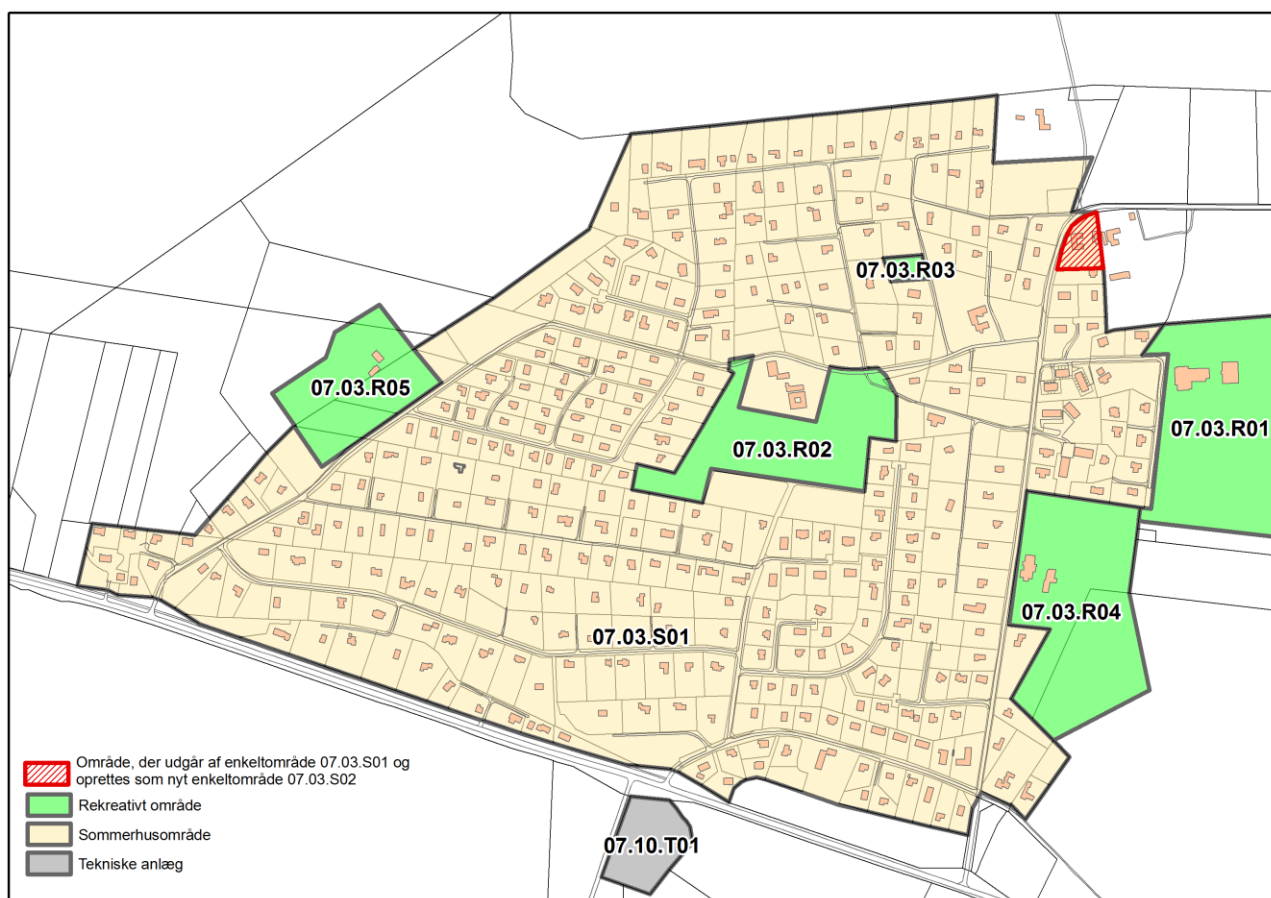 07.03.R03
07.03.R05
07.03.R01
07.03.R02
07.03.R04
07.03.S01
Område, der udgår af enkeltområde 07.03.S01 og
oprettes som nyt enkeltområde 07.03.S02
Rekreativt område
Sommerhusområde
Tekniske anlæg
07.10.T01